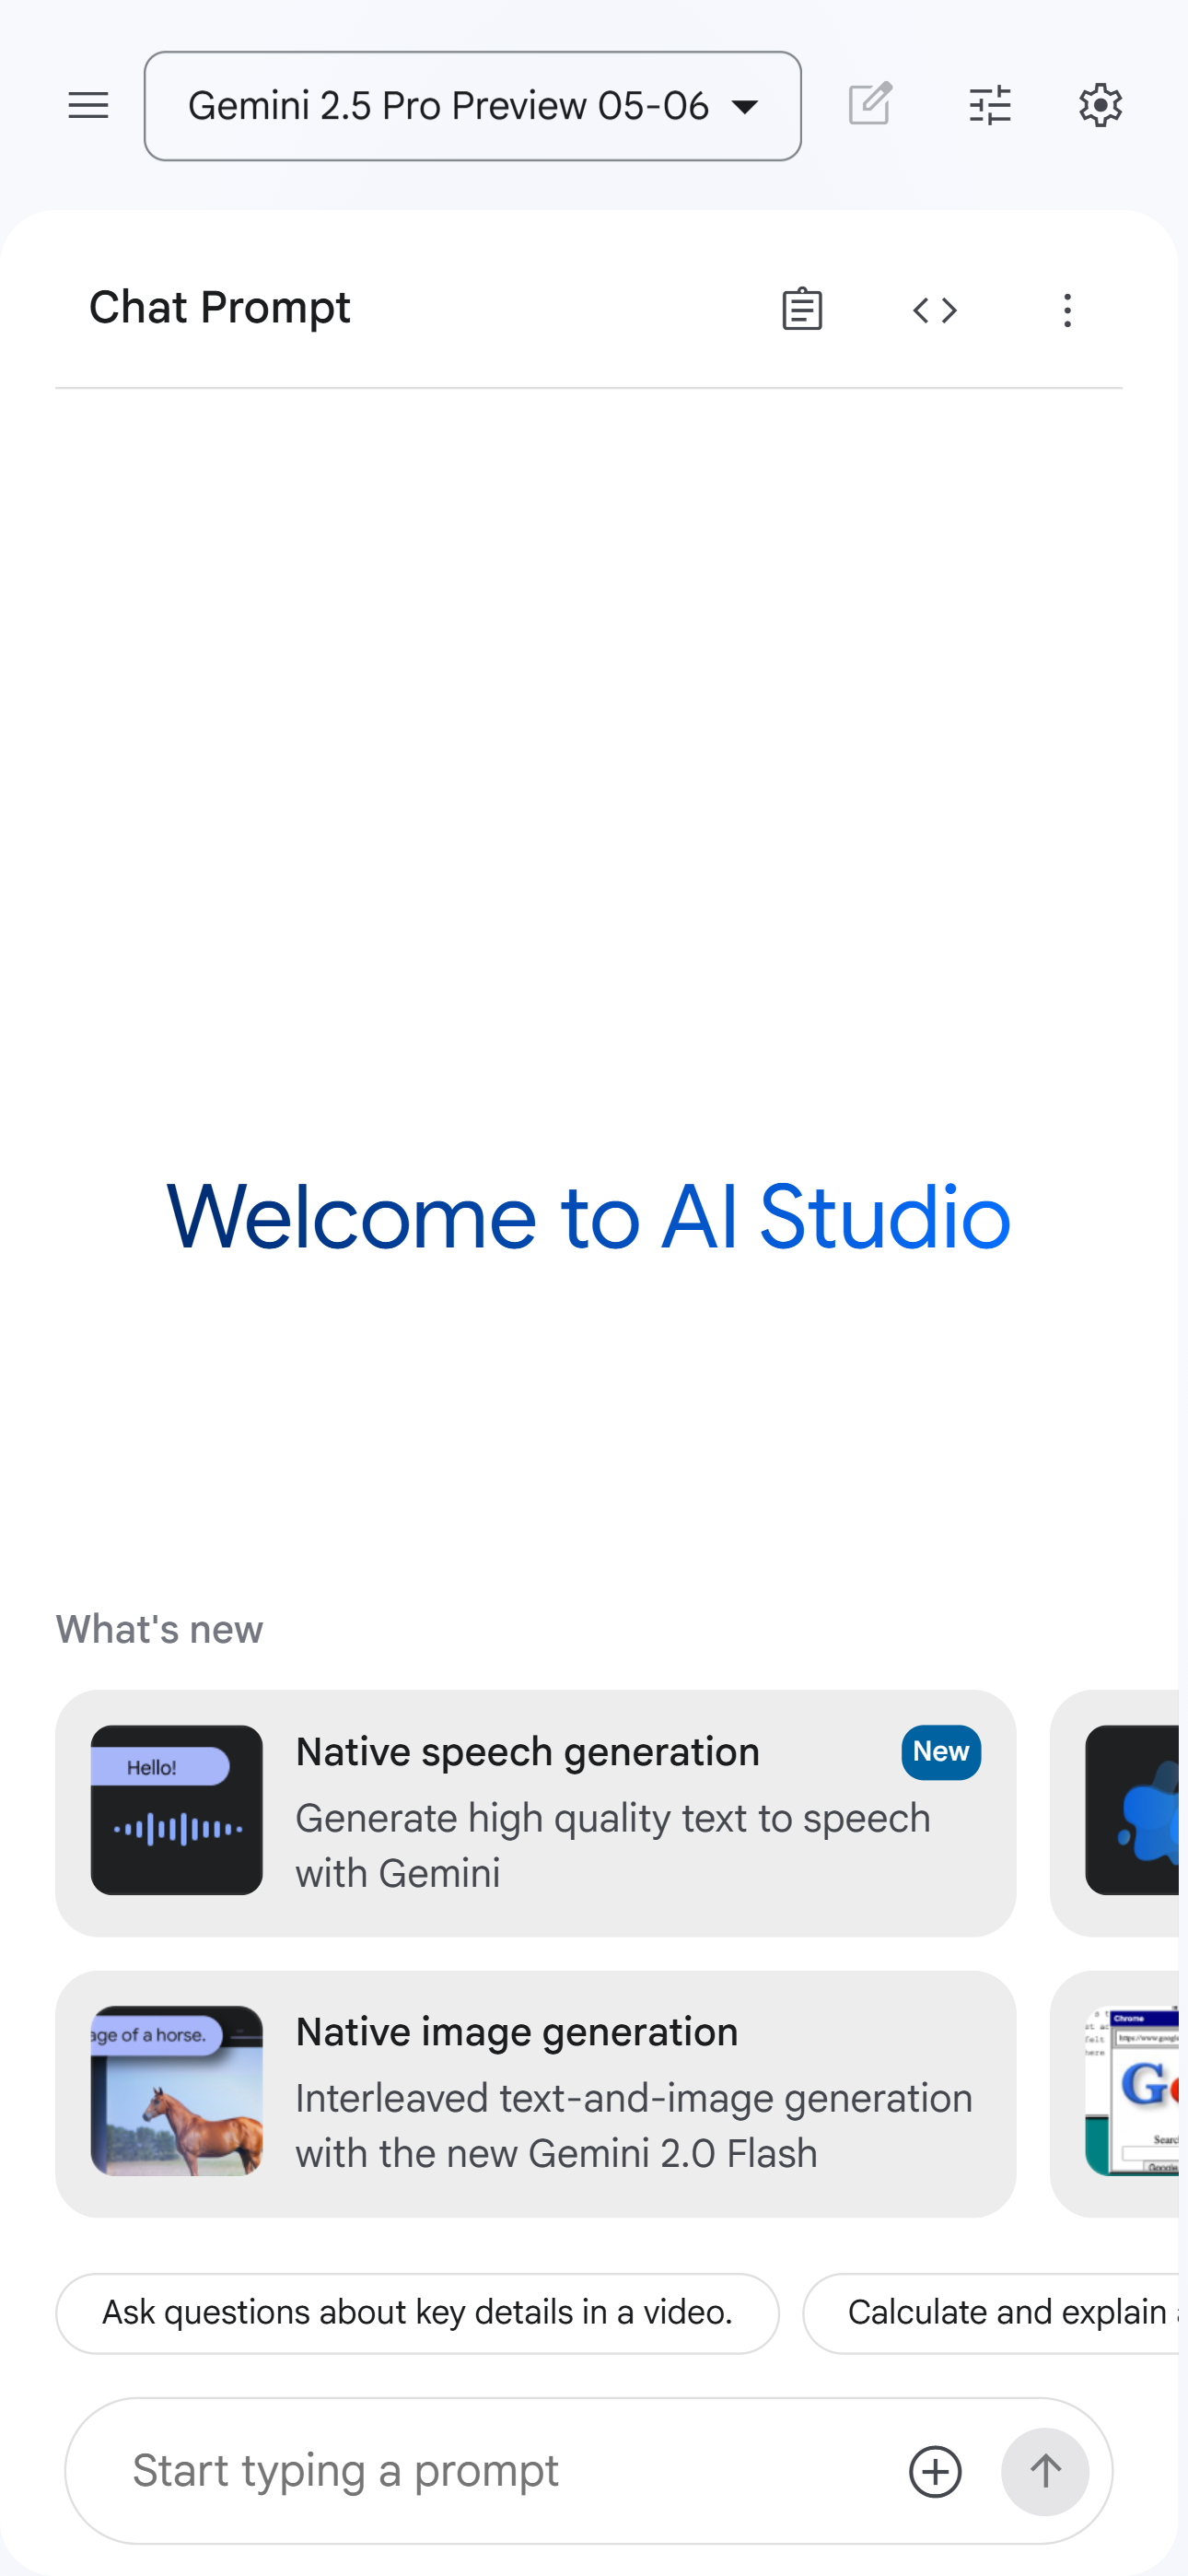 Gemini 2.5 Pro Preview 05-06
Chat Prompt
Welcome to AI Studio
What's new
Hello!
Native speech generation
New
Generate high quality text to speech
with Gemini
age of a horse.
Native image generation
Interleaved text-and-image generation
with the new Gemini 2.0 Flash
Chrome
Ask questions about key details in a video.
Calculate and explain
Start typing a prompt